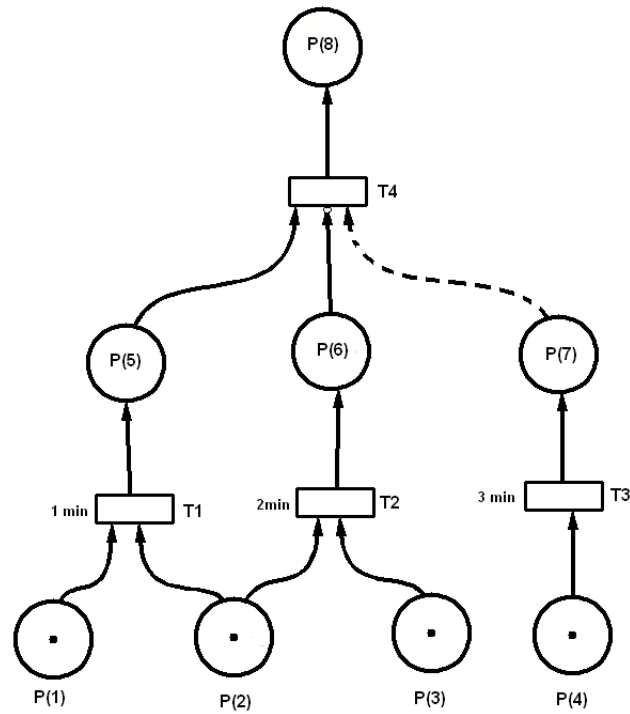 P(8)
T4
P(5)
P(6)
P(7)
1 min
T1
2min
T2
3 min
T3
P(1)
P(2)
P(3)
P(4)